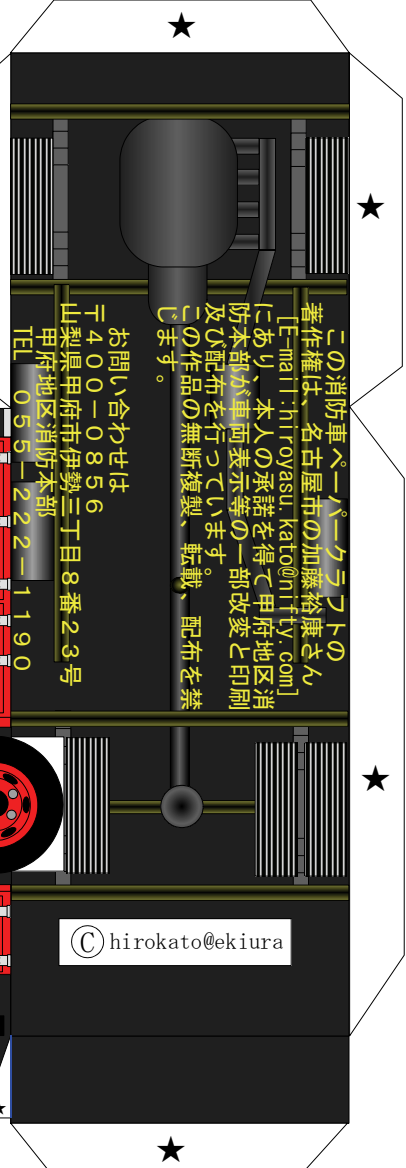 この消防車ペーパークラフトの
著作権は、名古屋市の加藤裕康さん
[E-mail:hiroyasu.kato@nifty.com]
にあり、本人の承諾を得て甲府地区消
防本部が車両表示等の一部改変と印刷
及び配布を行っています。
この作品の無断複製、転載、配布を禁
じます。
お問い合わせは
〒400-0856
山梨県甲府市伊勢三丁目8番23号
甲府地区消防本部
TEL 055-222-1190
Ⓒhirokato@ekiura